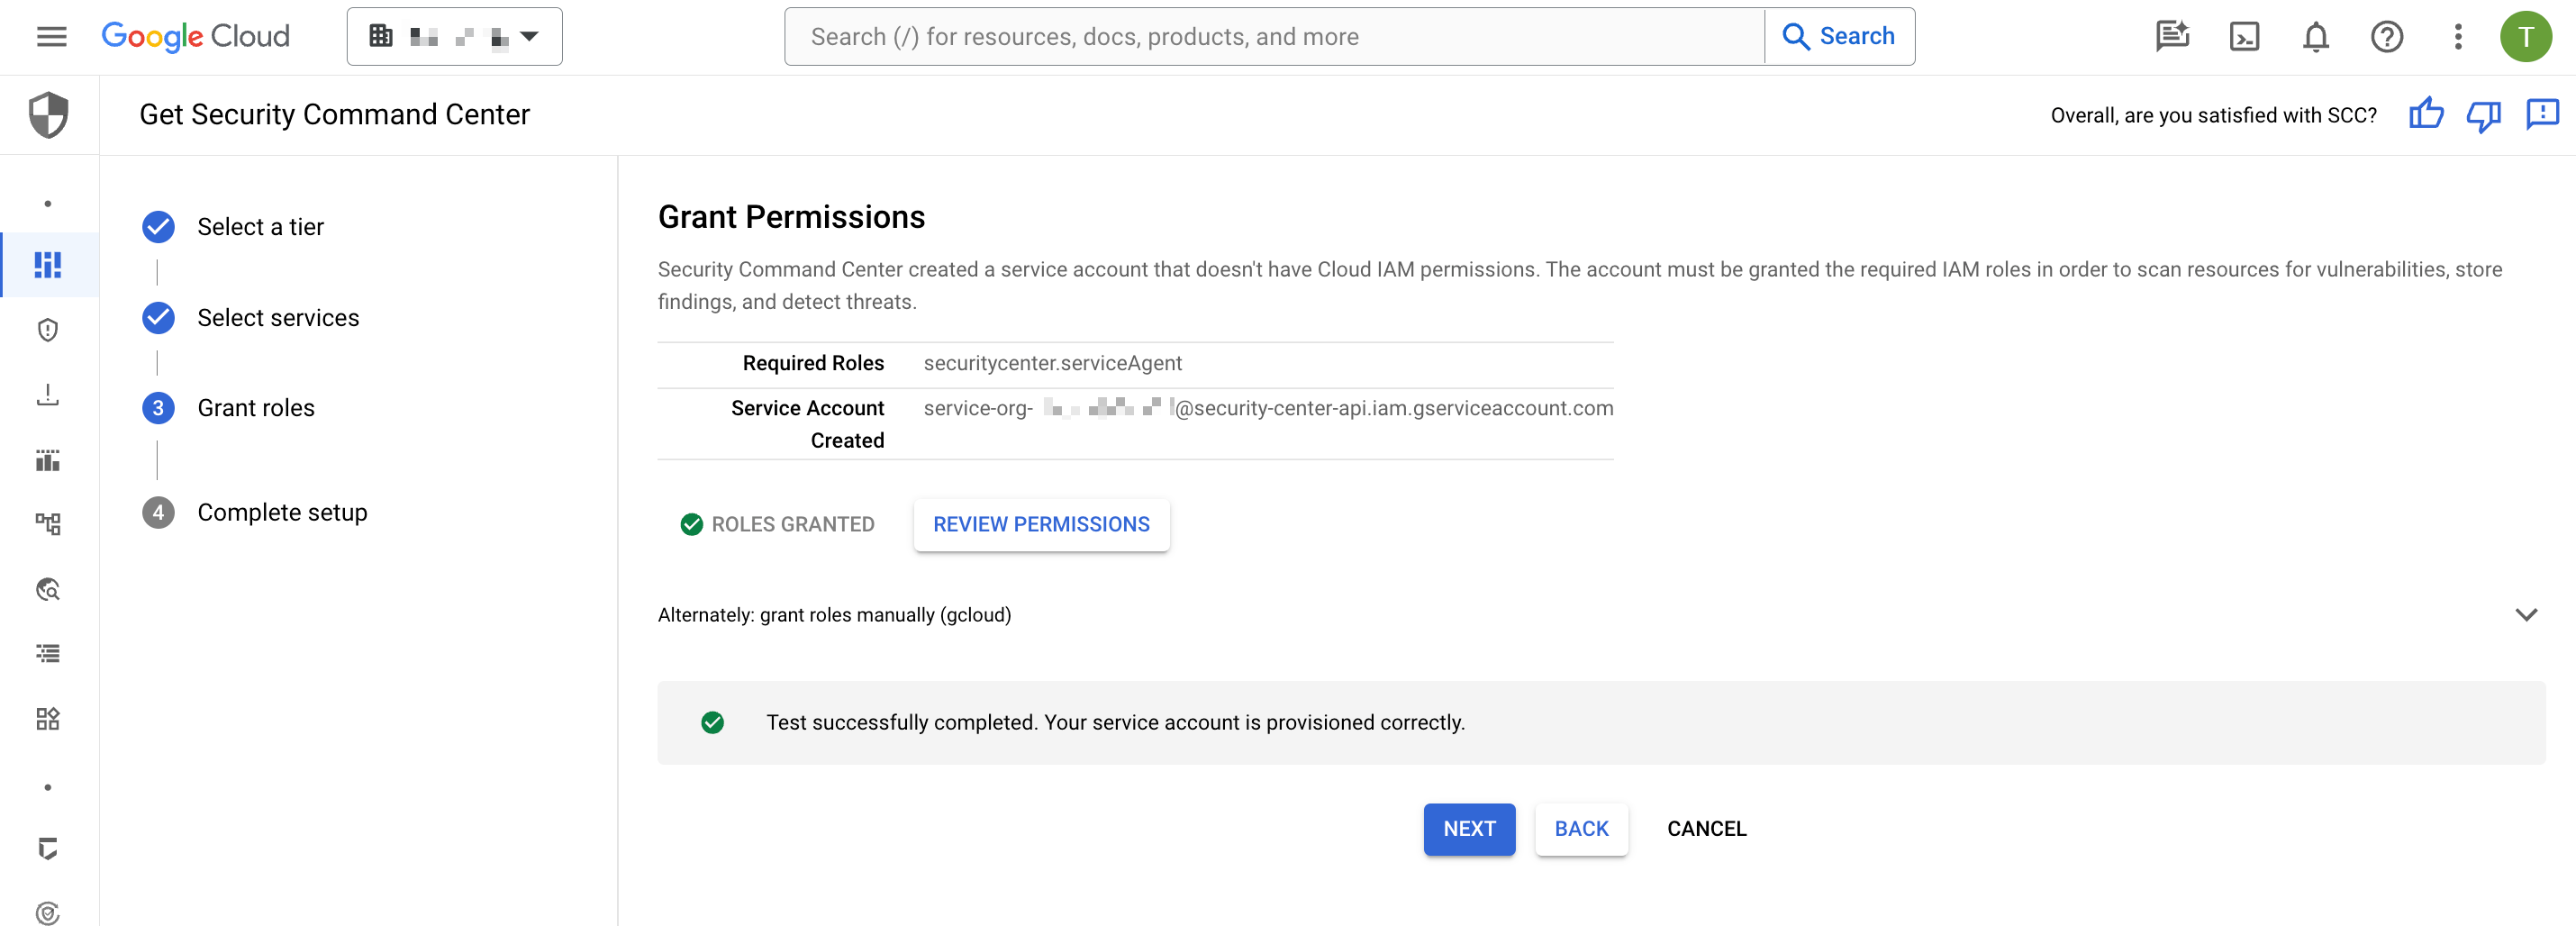 Google Cloud
Search (/) for resources, docs, products, and more
Search
T
Get Security Command Center
Overall, are you satisfied with SCC?
Select a tier
Select services
3 Grant roles
4 Complete setup
Grant Permissions
Security Command Center created a service account that doesn't have Cloud IAM permissions. The account must be granted the required IAM roles in order to scan resources for vulnerabilities, store
findings, and detect threats.
Required Roles securitycenter.serviceAgent
Service Account service-org- @security-center-api.iam.gserviceaccount.com
Created
ROLES GRANTED REVIEW PERMISSIONS
Alternately: grant roles manually (gcloud)
Test successfully completed. Your service account is provisioned correctly.
NEXT BACK CANCEL